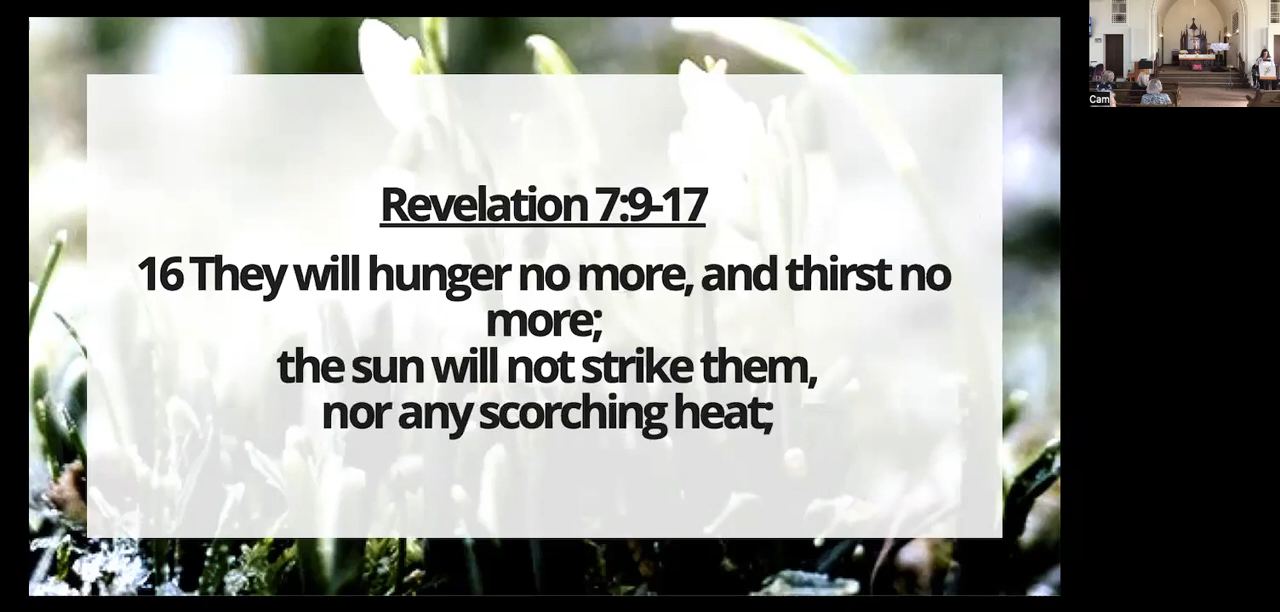 Revelation 7:9-17
16 They will hunger no more, and thirst no
more;
the sun will not strike them,
nor any scorching heat;
Cam